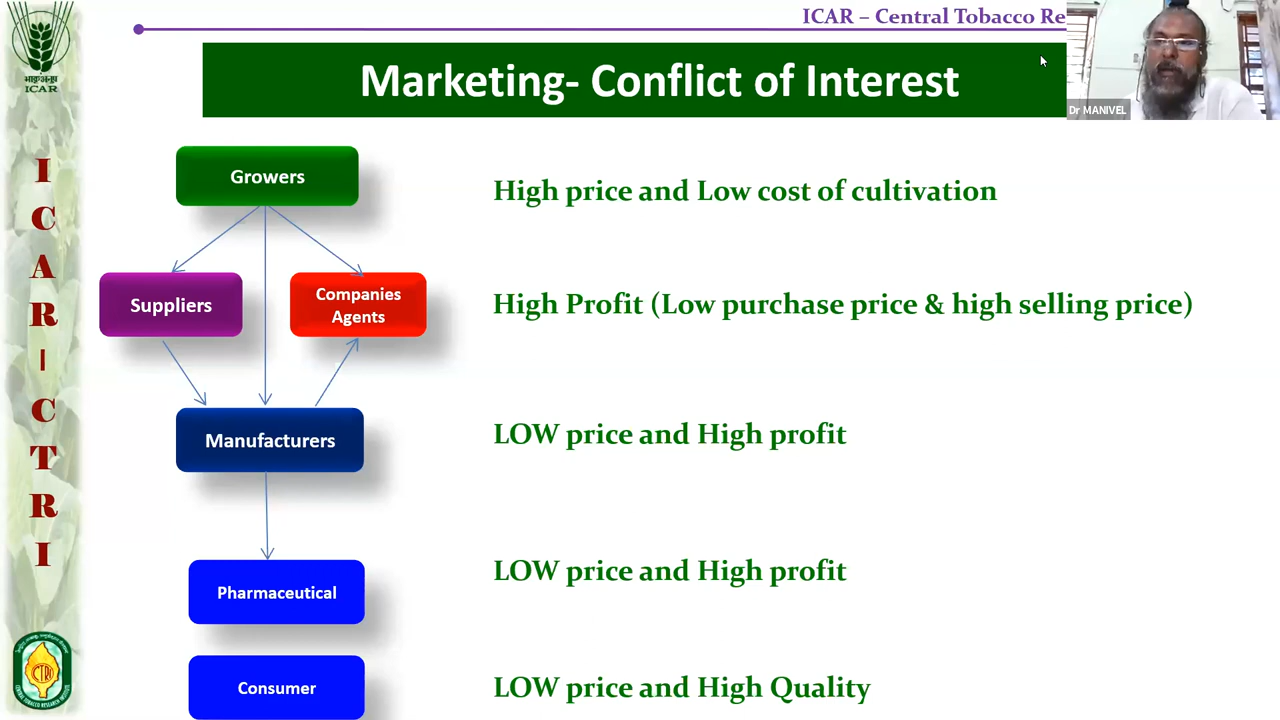 ICAR – Central Tobacco Re
भाकृअनुप
ICAR
Marketing- Conflict of Interest
Dr MANIVEL
Growers
High price and Low cost of cultivation
Suppliers
Companies
Agents
High Profit (Low purchase price & high selling price)
Manufacturers
LOW price and High profit
Pharmaceutical
LOW price and High profit
Consumer
LOW price and High Quality
I
C
A
R
I
C
T
R
I
CTRI